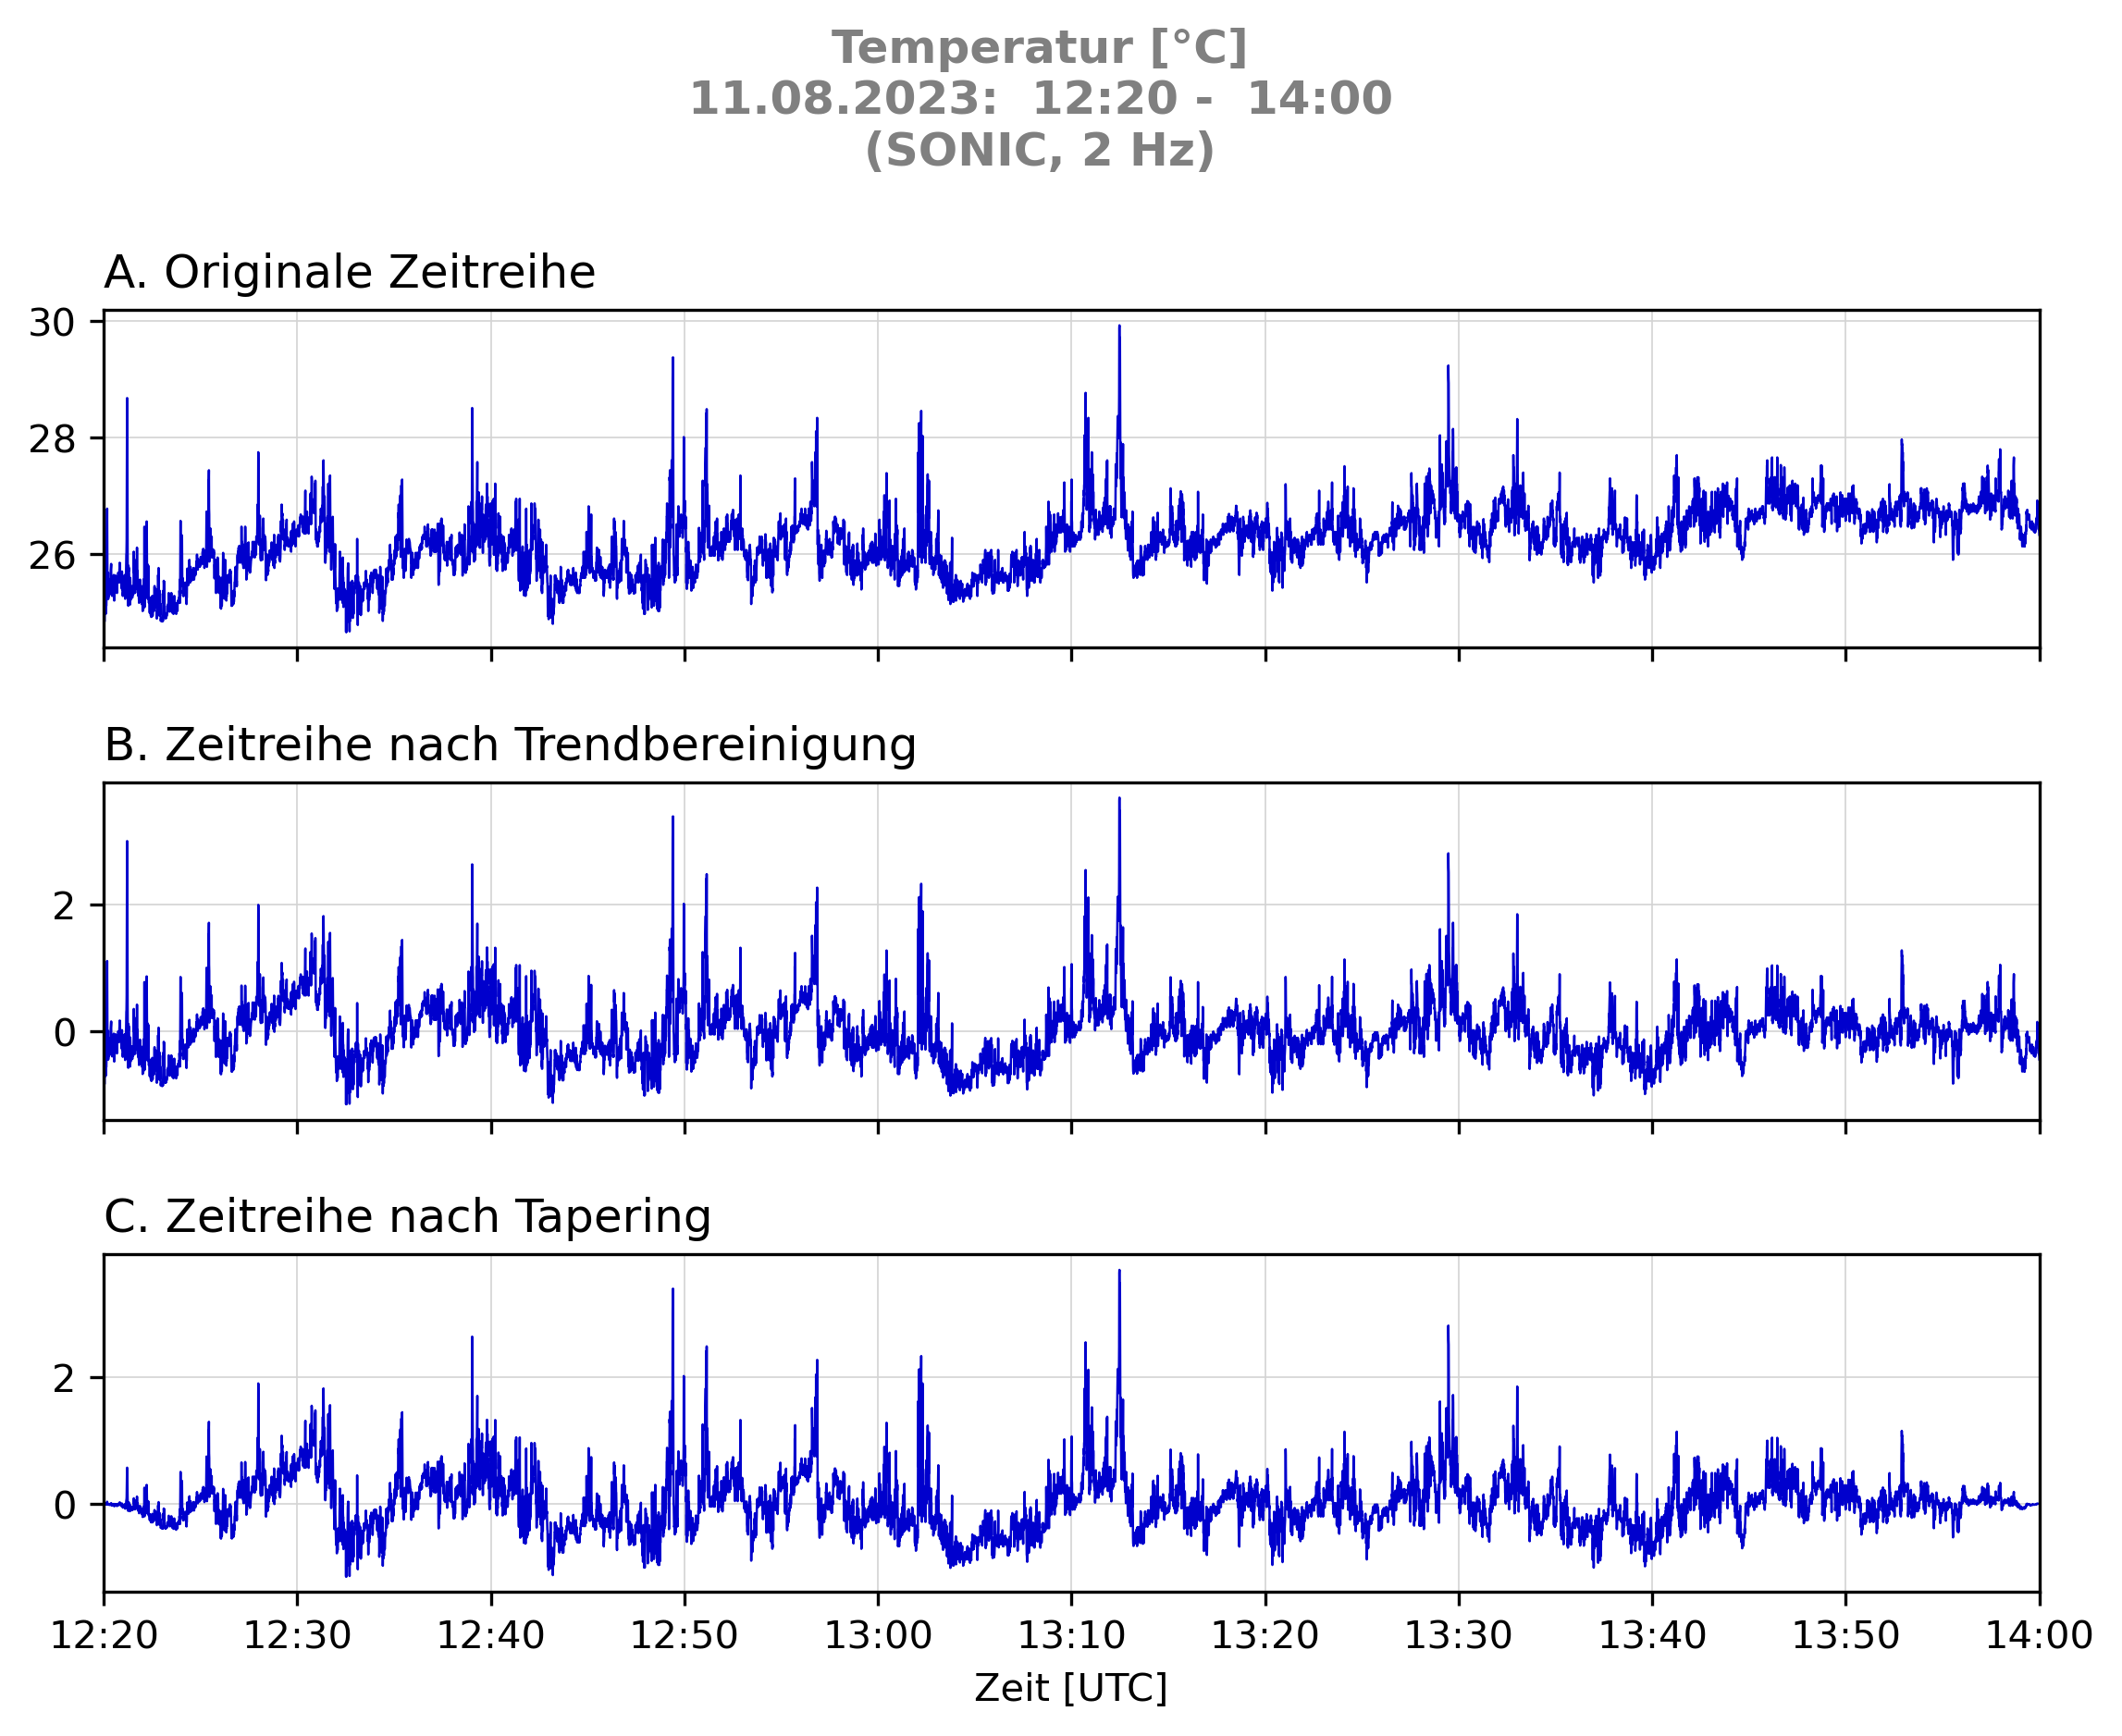 Temperatur [°C]
11.08.2023:  12:20 -  14:00
(SONIC, 2 Hz)
A. Originale Zeitreihe
30
28
26
B. Zeitreihe nach Trendbereinigung
2
0
C. Zeitreihe nach Tapering
2
0
12:20 12:30 12:40 12:50 13:00 13:10 13:20 13:30 13:40 13:50 14:00
Zeit [UTC]